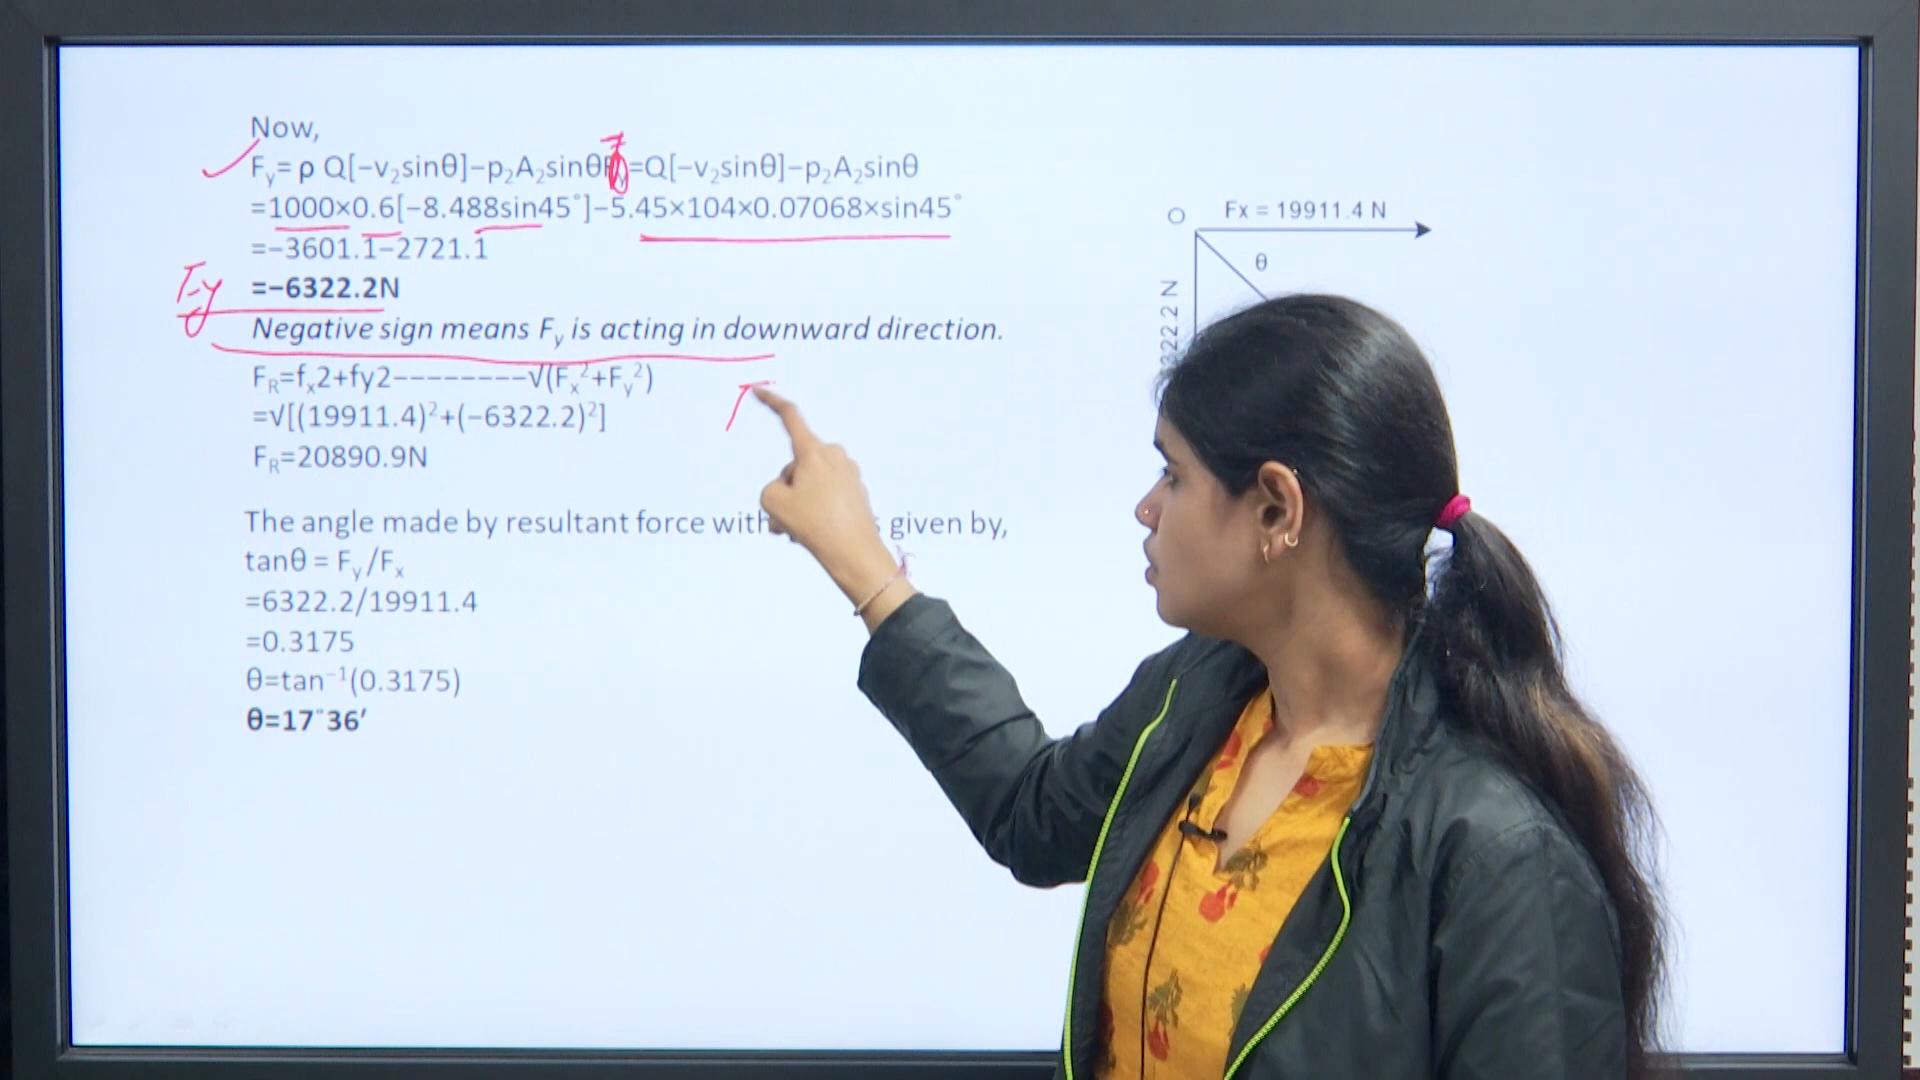 Now,
Fy= ρ Q[−v₂sinθ]−p₂A₂sinθ =Q[−v₂sinθ]−p₂A₂sinθ
=1000×0.6[−8.488sin45°]−5.45×104×0.07068×sin45°
=−3601.1−2721.1
Fy =−6322.2N
Negative sign means Fy is acting in downward direction.
FR=fx2+fy2---------√(Fx²+Fy²)
=√[(19911.4)²+(−6322.2)²]
FR=20890.9N
The angle made by resultant force with given by,
tanθ = Fy/Fx
=6322.2/19911.4
=0.3175
θ=tan⁻¹(0.3175)
θ=17°36′
O Fx = 19911.4 N
θ
322.2 N